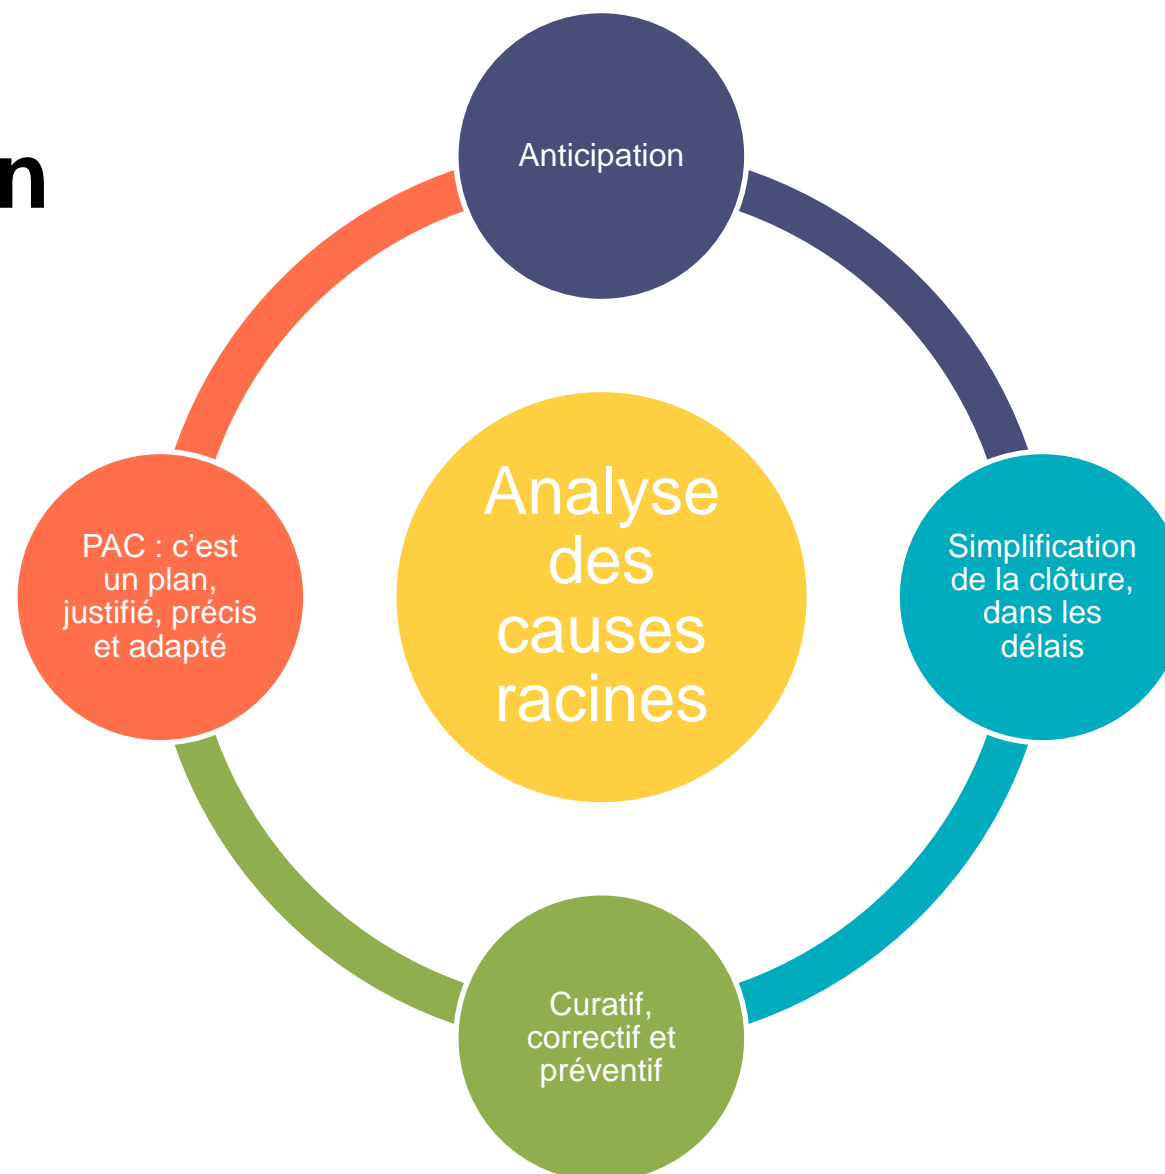 n
Anticipation
Analyse
des
causes
racines
Simplification
de la clôture,
dans les
délais
Curatif,
correctif et
préventif
PAC : c’est
un plan,
justifié, précis
et adapté